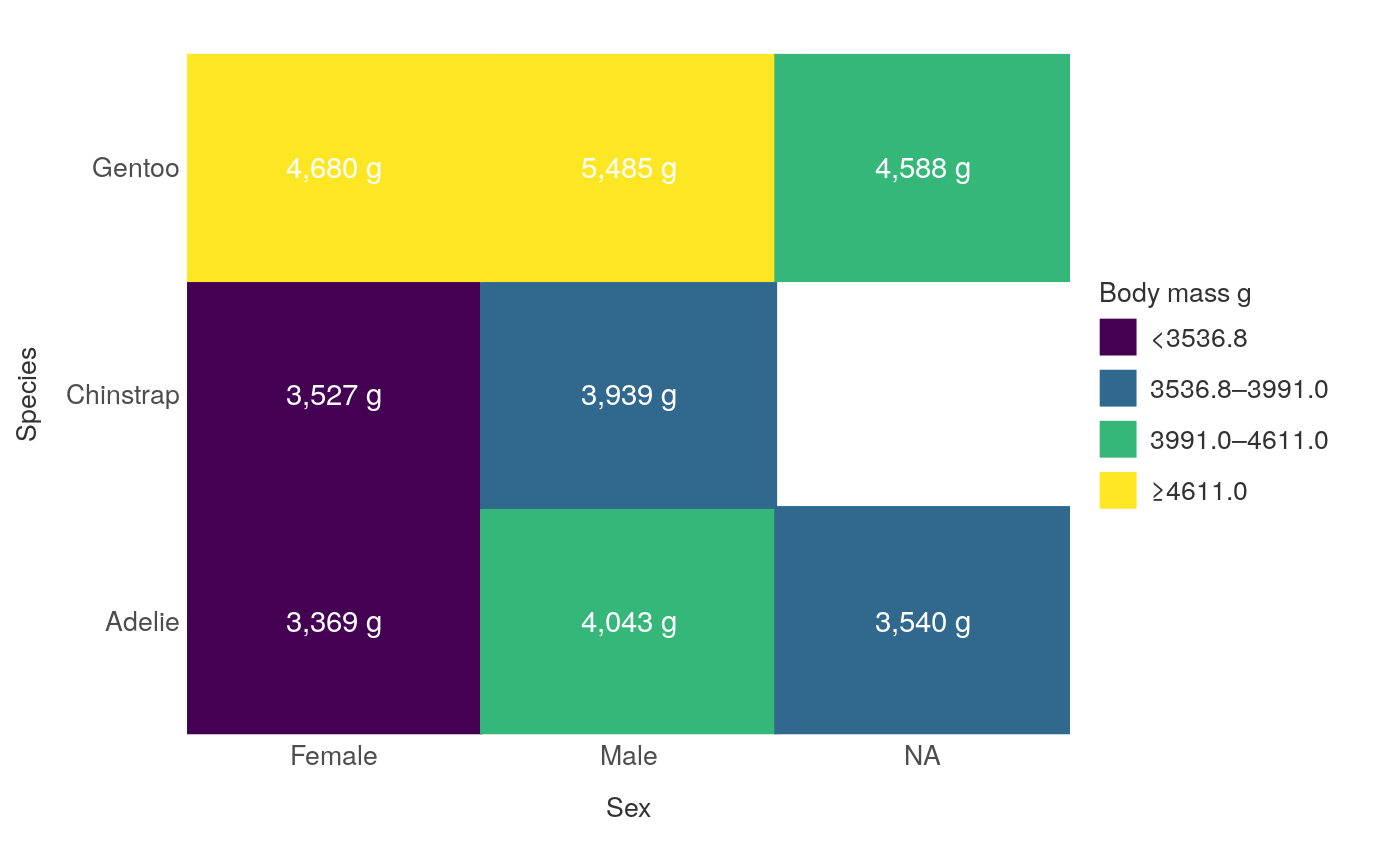 Gentoo
4,680 g
5,485 g
4,588 g
Body mass g
<3536.8
3536.8–3991.0
3991.0–4611.0
≥4611.0
Species
Chinstrap
3,527 g
3,939 g
Adelie
3,369 g
4,043 g
3,540 g
Female
Male
NA
Sex